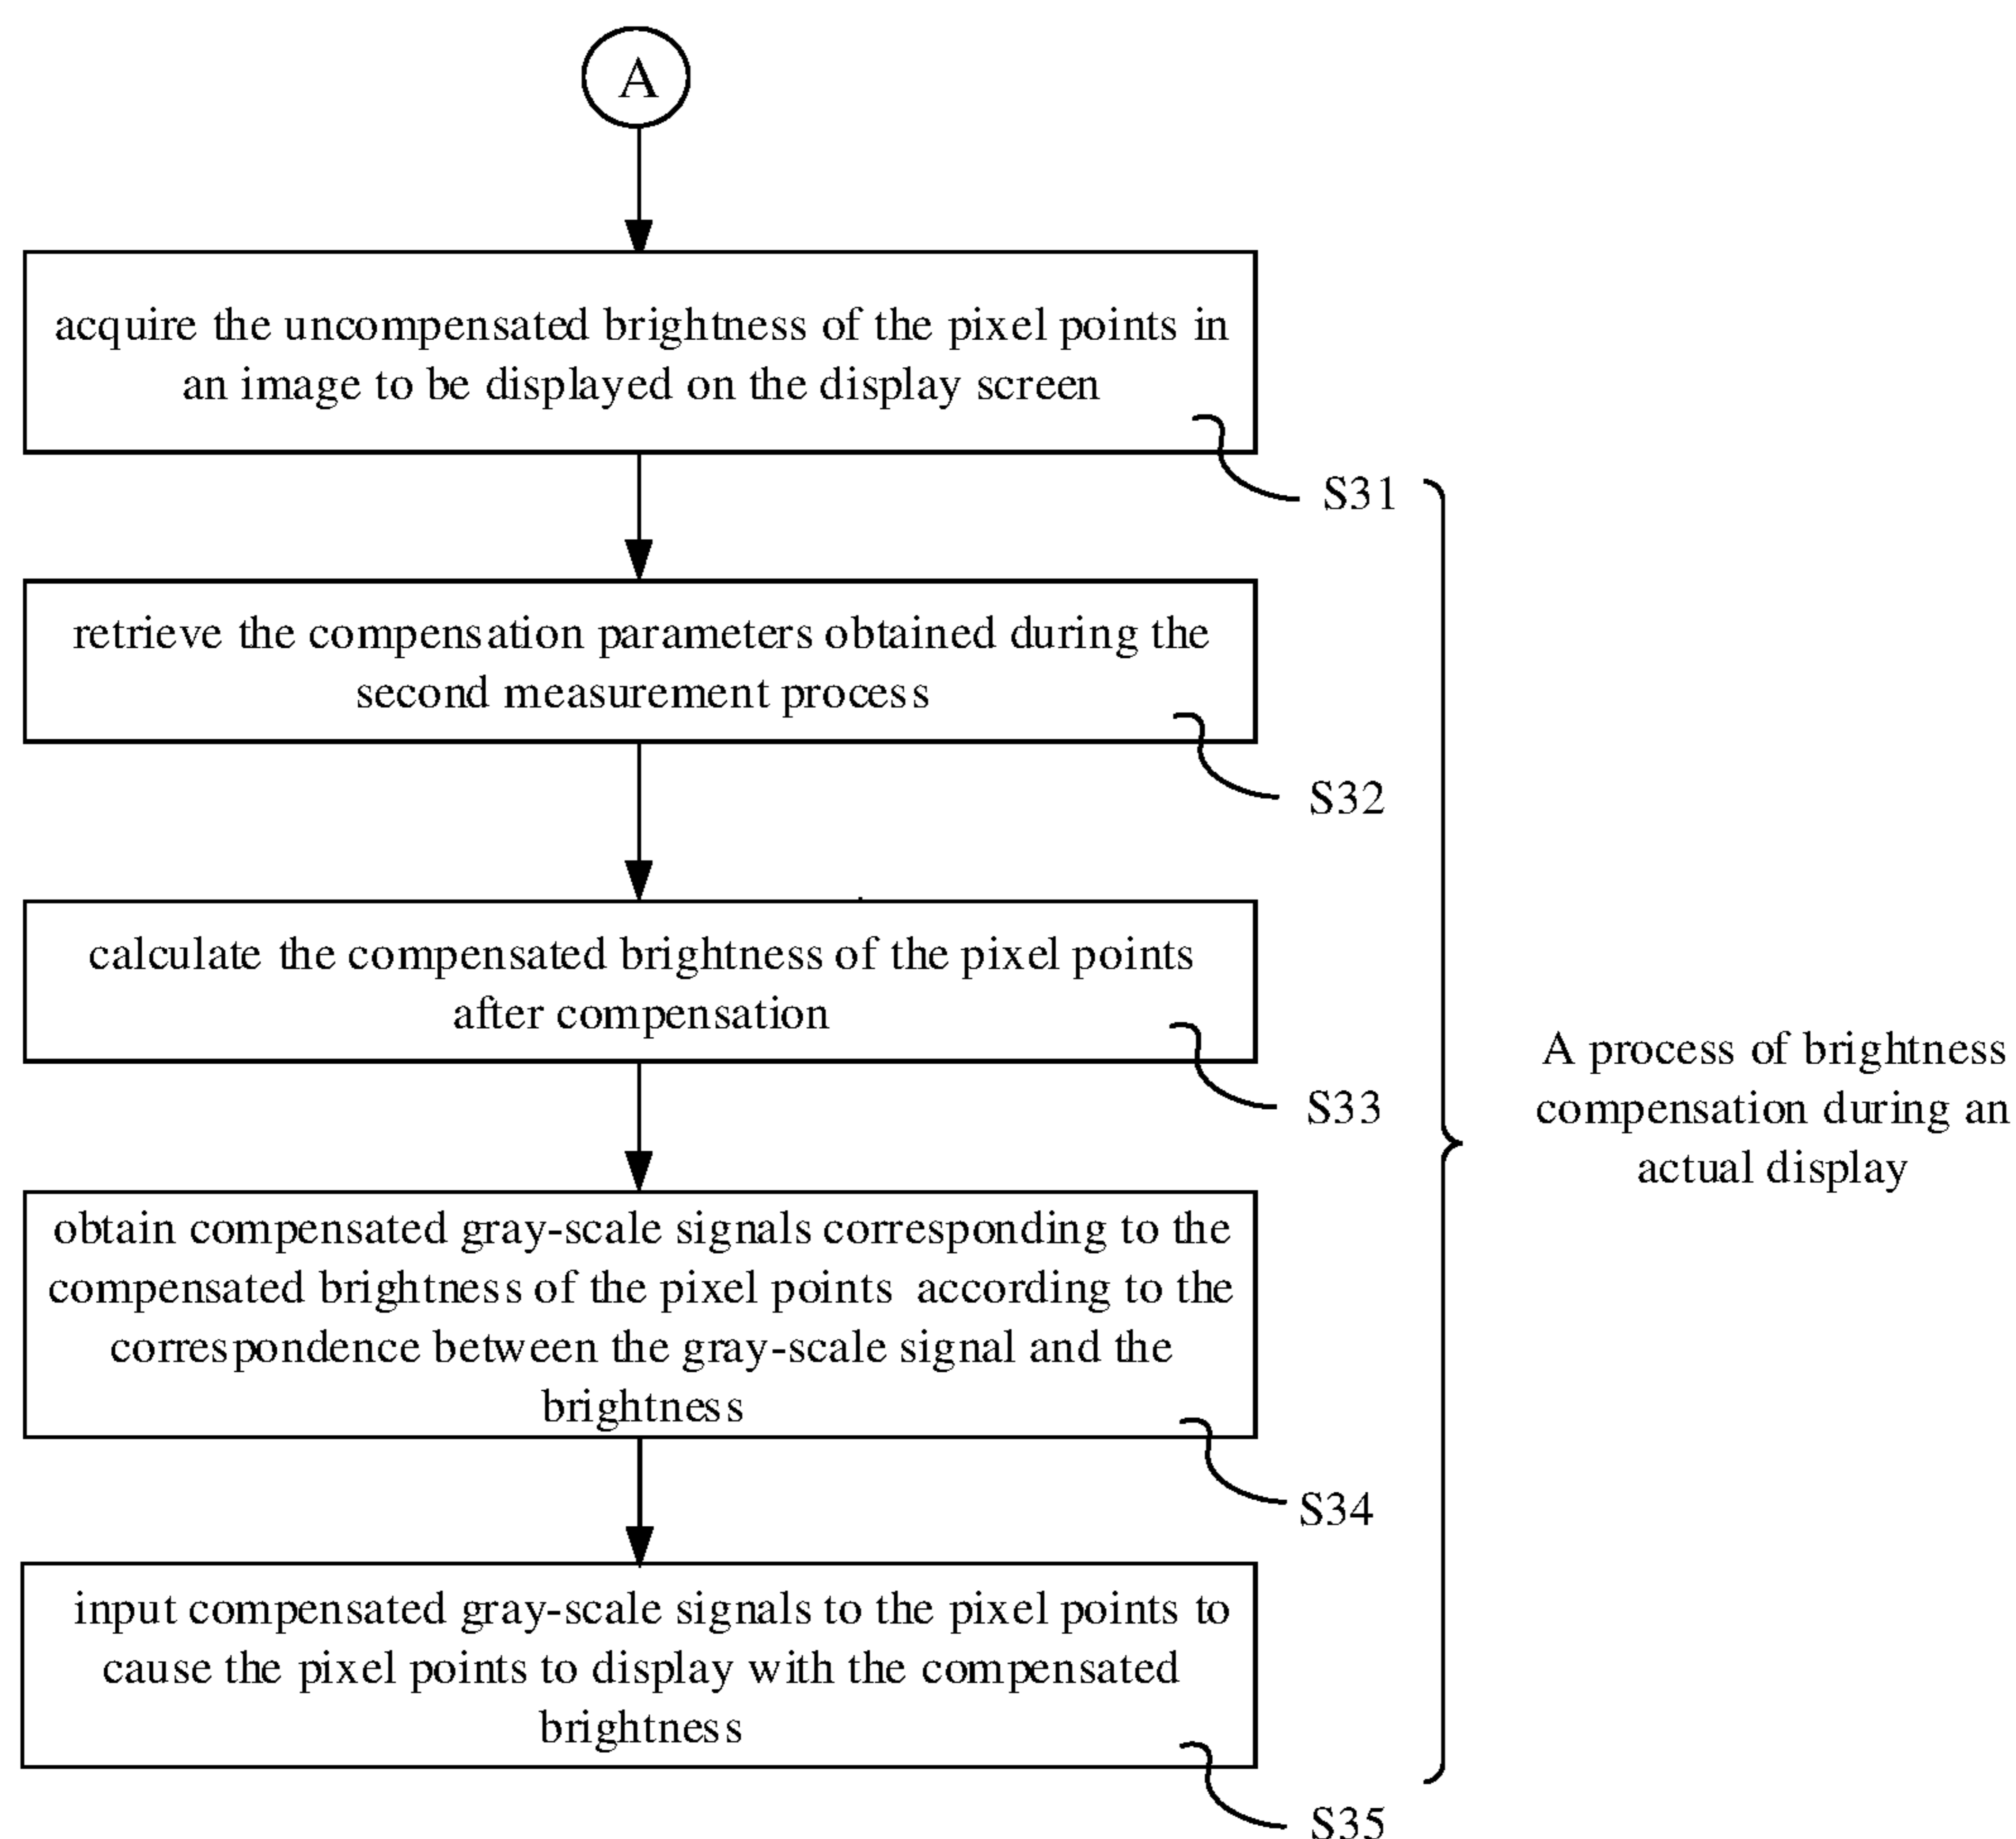 A
acquire the uncompensated brightness of the pixel points in
an image to be displayed on the display screen
S31
retrieve the compensation parameters obtained during the
second measurement process
S32
calculate the compensated brightness of the pixel points
after compensation
S33
A process of brightness
compensation during an
actual display
obtain compensated gray-scale signals corresponding to the
compensated brightness of the pixel points according to the
correspondence between the gray-scale signal and the
brightness
S34
input compensated gray-scale signals to the pixel points to
cause the pixel points to display with the compensated
brightness
S35